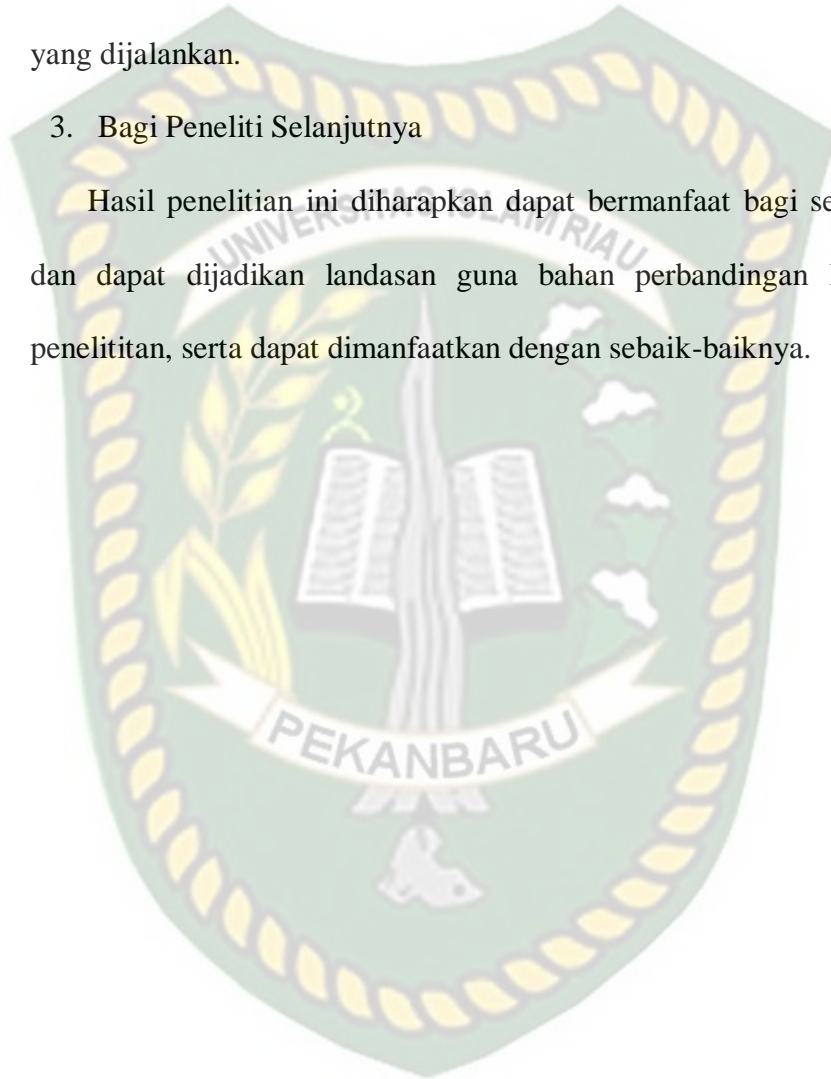 yang dijalankan.
3. Bagi Peneliti Selanjutnya
Hasil penelitian ini diharapkan dapat bermanfaat bagi se
UNIVERSITAS ISLAM RIAU
dan dapat dijadikan landasan guna bahan perbandingan
penelititan, serta dapat dimanfaatkan dengan sebaik-baiknya.
PEKANBARU